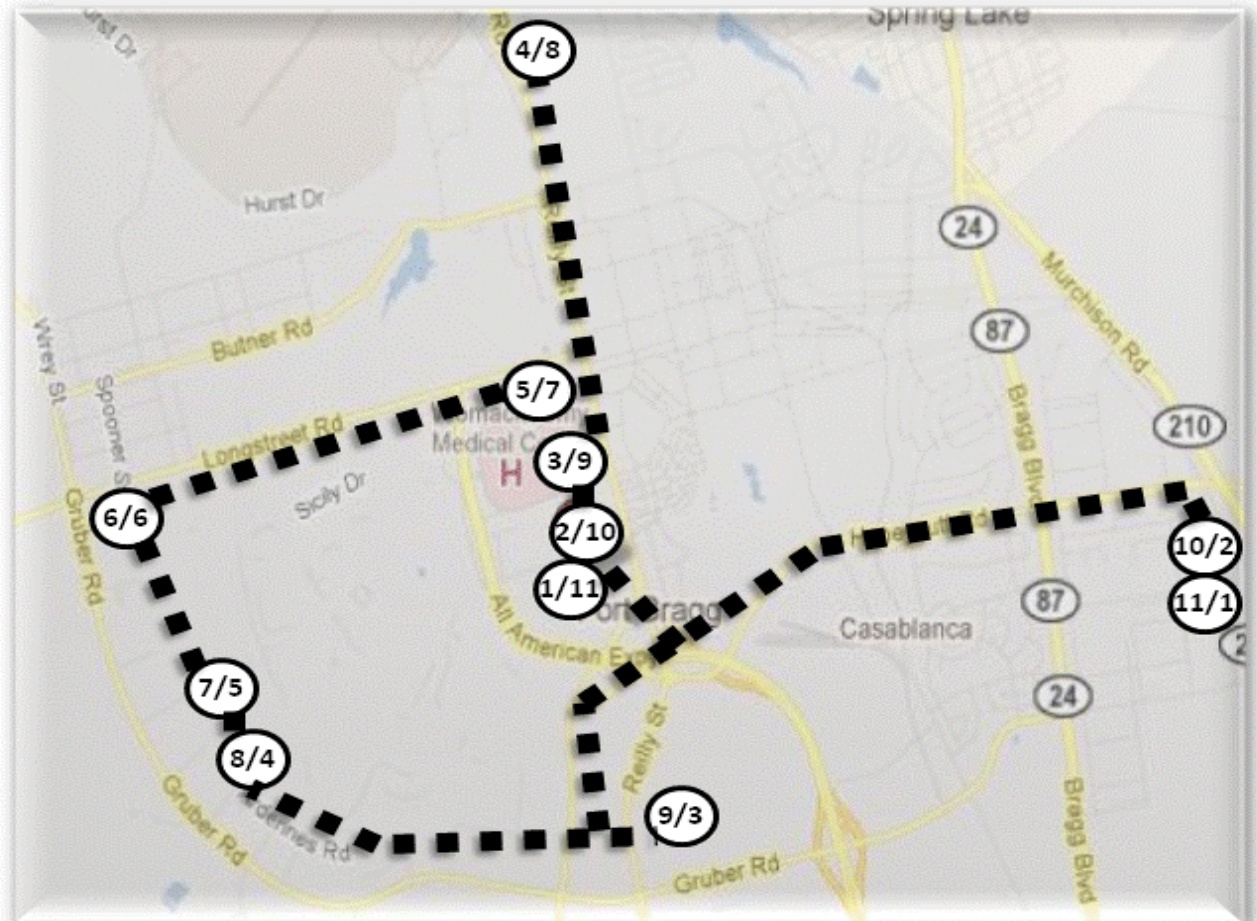 Spring Lake
4/8
Hurst Dr
24
Murchison Rd
Butner Rd
87
Wrey St
Spooner S
5/7
Bragg Blvd
210
Longstreet Rd
Medical C
3/9
H
Sicily Dr
6/6
Gruber Rd
2/10
10/2
1/11
11/1
87
All American Exp
Casablanca
7/5
24
Reilly St
8/4
9/3
Gruber Rd
Gruber Rd
Bragg Blvd